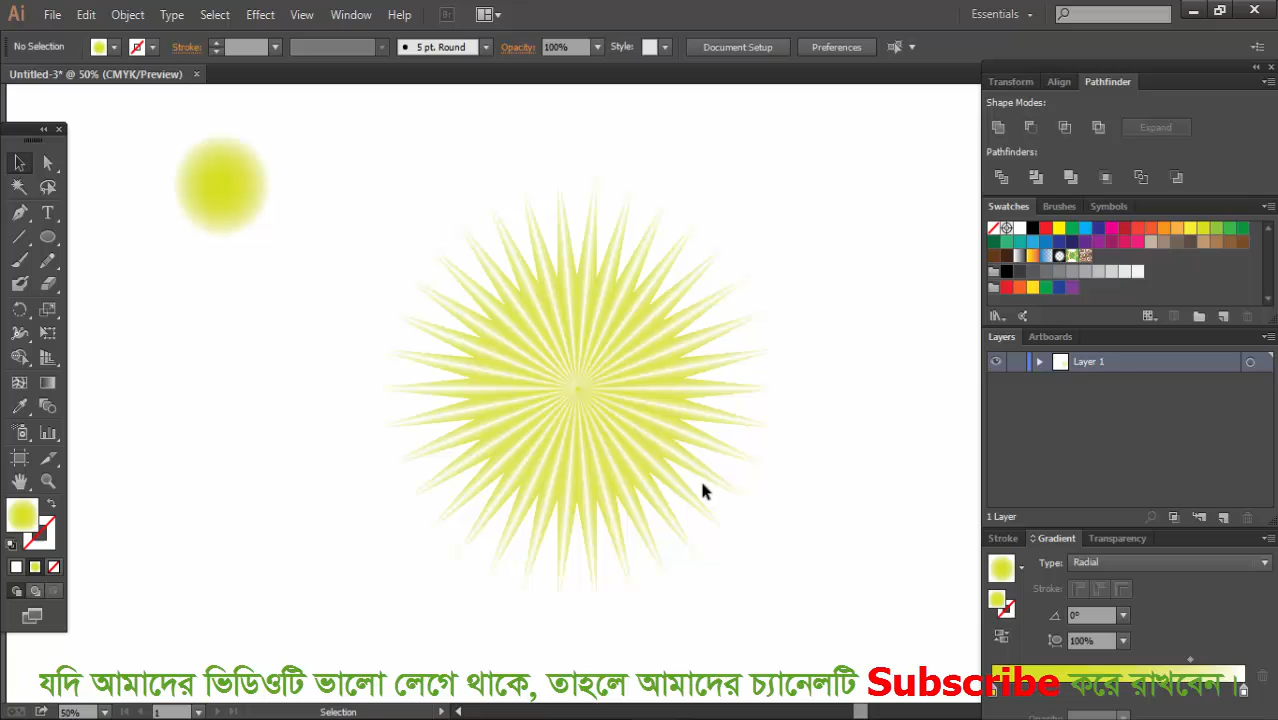 Ai File Edit Object Type Select Effect View Window Help Br Essentials
No Selection Stroke: 5 pt. Round Opacity: 100% Style: Document Setup Preferences
Untitled-3* @ 50% (CMYK/Preview) ×
Transform Align Pathfinder
Shape Modes:
Expand
Pathfinders:
Swatches Brushes Symbols
Layers Artboards
Layer 1
1 Layer
Stroke Gradient Transparency
Type: Radial
Stroke:
0°
100%
যদি আমাদের ভিডিওটি ভালো লেগে থাকে, তাহলে আমাদের চ্যানেলটি Subscribe করে রাখবেন।
50% 1 Selection